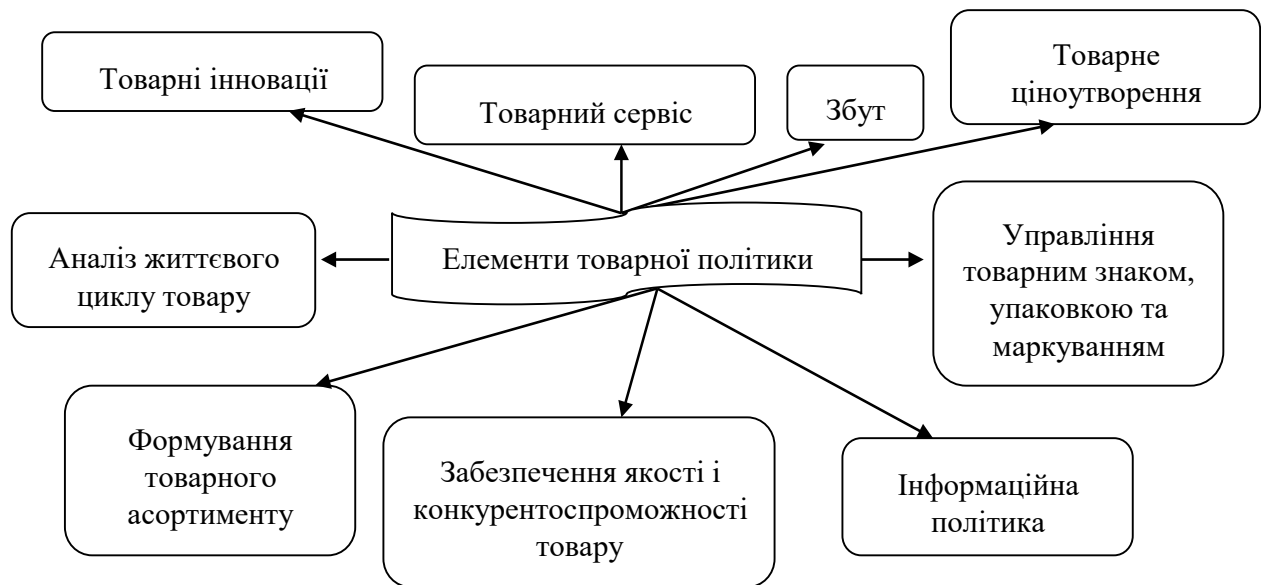 Товарні інновації
Товарний сервіс
Збут
Товарне
ціноутворення
Аналіз життєвого
циклу товару
Елементи товарної політики
Управління
товарним знаком,
упаковкою та
маркуванням
Формування
товарного
асортименту
Забезпечення якості і
конкурентоспроможності
товару
Інформаційна
політика